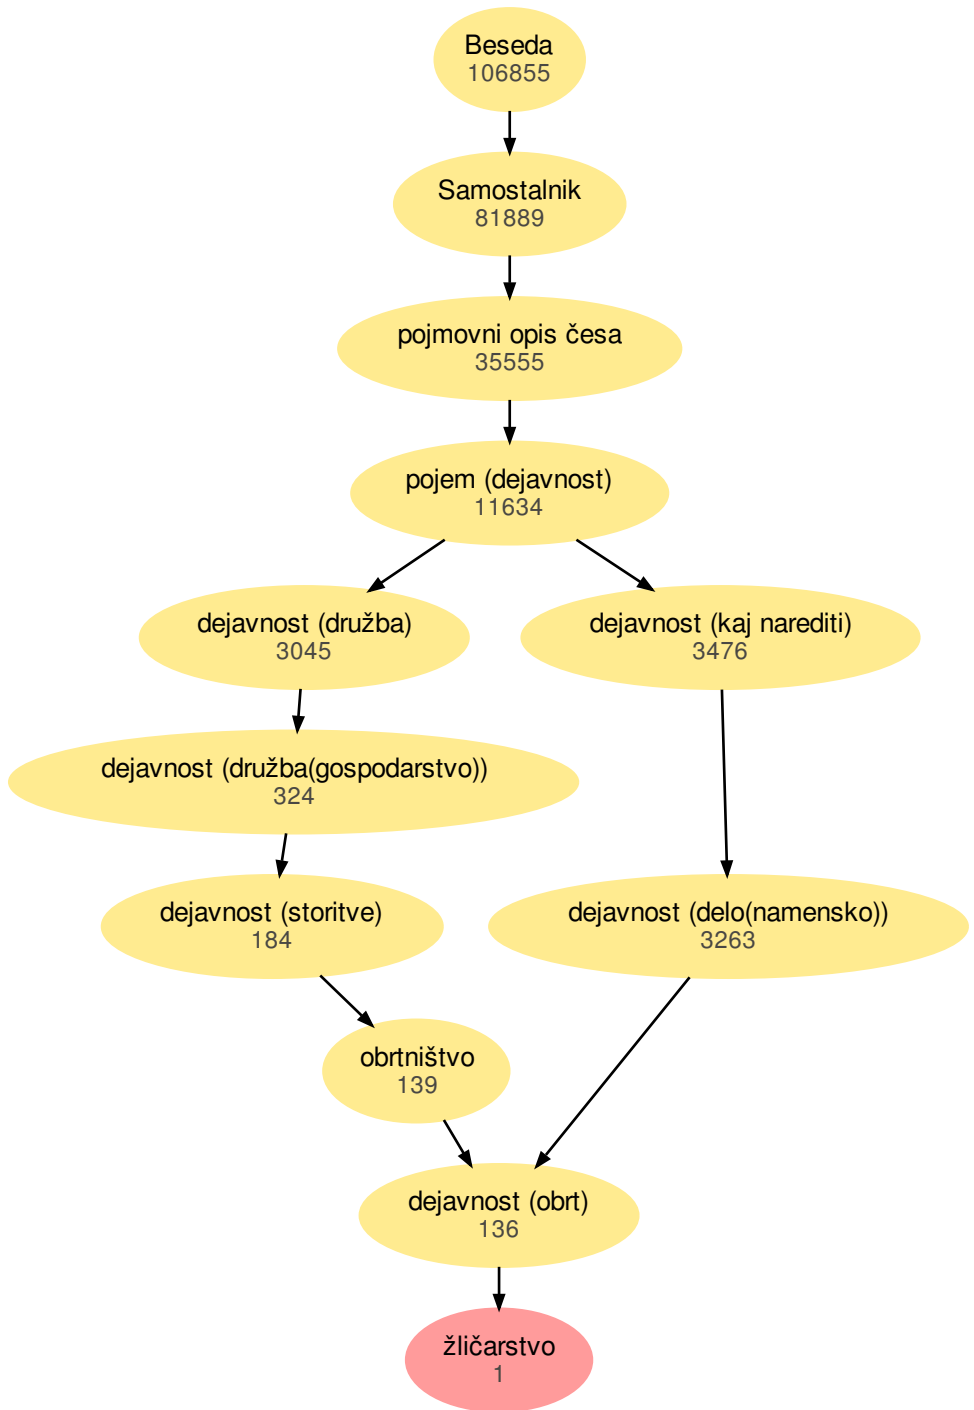 Beseda
106855
Samostalnik
81889
pojmovni opis česa
35555
pojem (dejavnost)
11634
dejavnost (družba)
3045
dejavnost (kaj narediti)
3476
dejavnost (družba(gospodarstvo))
324
dejavnost (storitve)
184
dejavnost (delo(namensko))
3263
obrtništvo
139
dejavnost (obrt)
136
žličarstvo
1